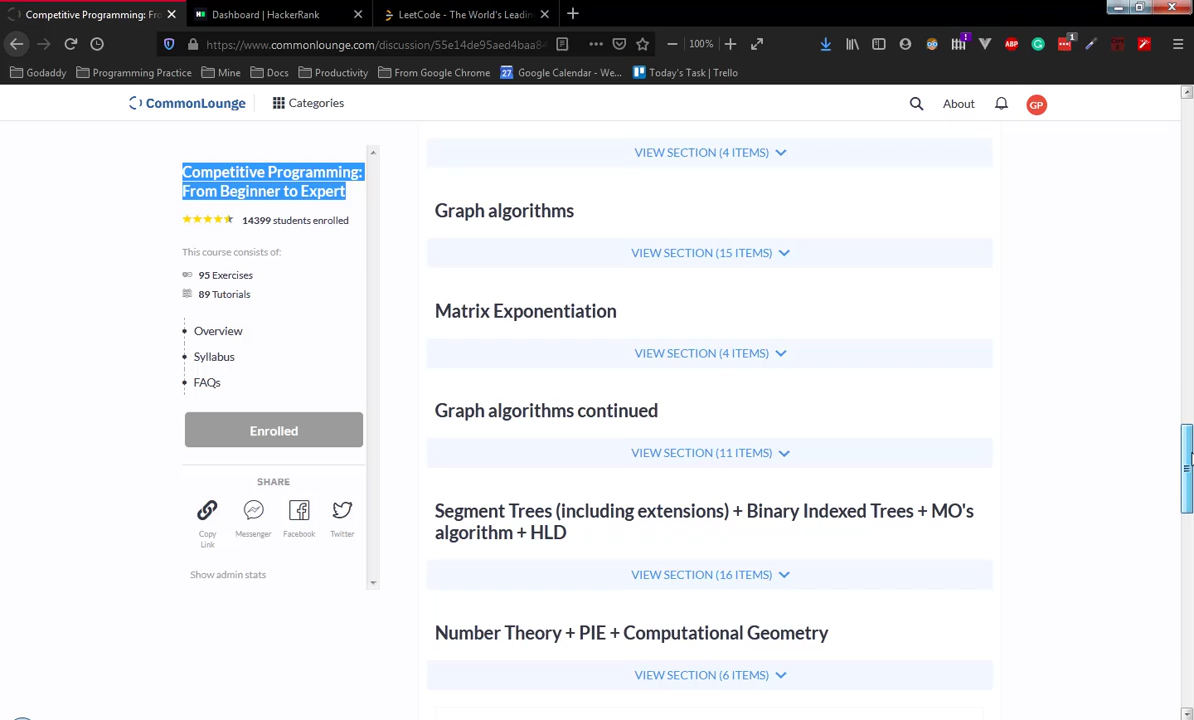 Competitive Programming: Fro
Dashboard | HackerRank
LeetCode - The World's Leadin
https://www.commonlounge.com/discussion/55e14de95aed4baa84
100%
1
1
Godaddy
Programming Practice
Mine
Docs
Productivity
From Google Chrome
27
Google Calendar - We...
Today's Task | Trello
CommonLounge
Categories
About
GP
Competitive Programming:
From Beginner to Expert
14399 students enrolled
This course consists of:
95 Exercises
89 Tutorials
Overview
Syllabus
FAQs
Enrolled
SHARE
Copy
Link
Messenger
Facebook
Twitter
Show admin stats
VIEW SECTION (4 ITEMS)
Graph algorithms
VIEW SECTION (15 ITEMS)
Matrix Exponentiation
VIEW SECTION (4 ITEMS)
Graph algorithms continued
VIEW SECTION (11 ITEMS)
Segment Trees (including extensions) + Binary Indexed Trees + MO's
algorithm + HLD
VIEW SECTION (16 ITEMS)
Number Theory + PIE + Computational Geometry
VIEW SECTION (6 ITEMS)